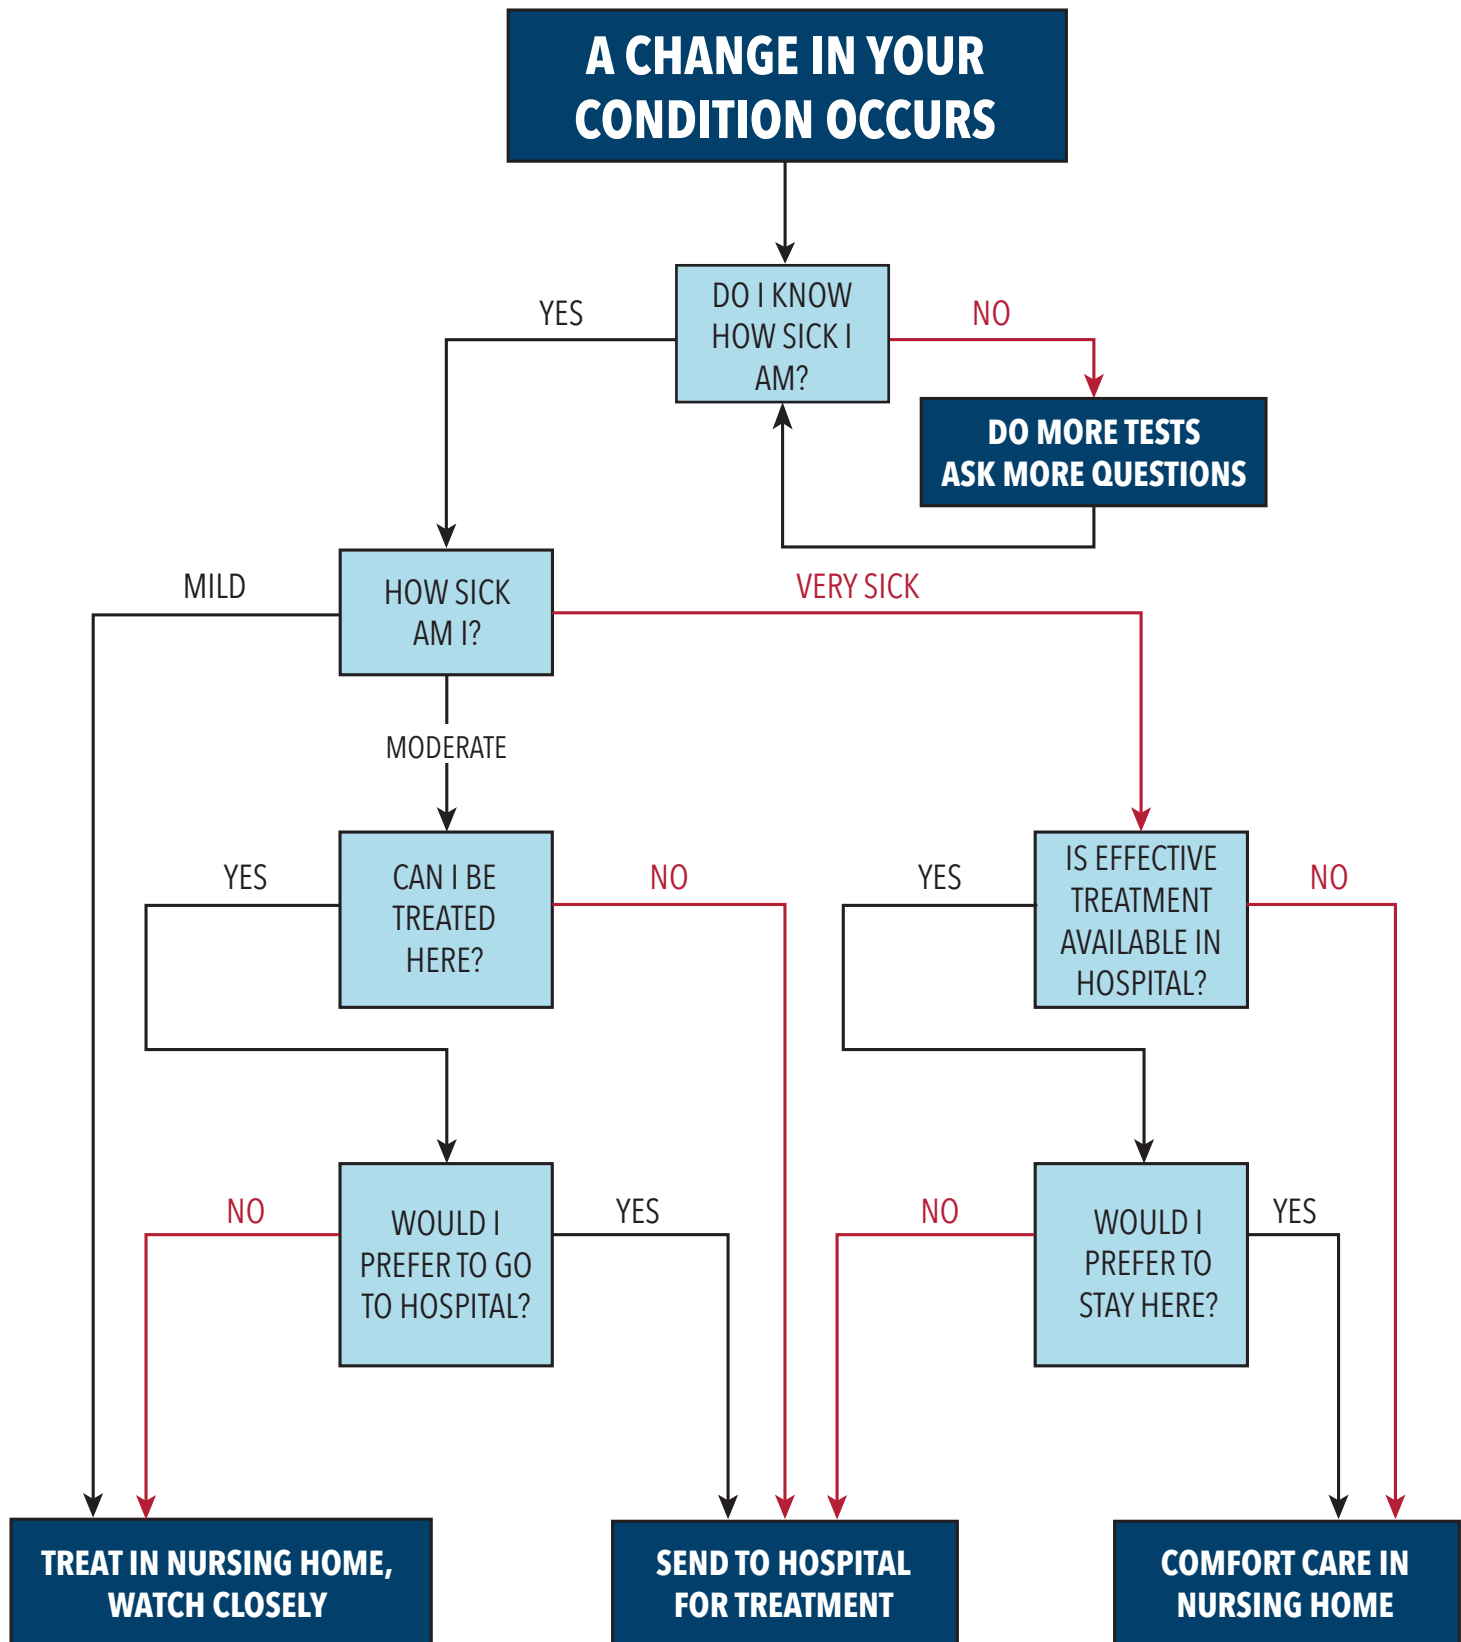 A CHANGE IN YOUR
CONDITION OCCURS
YES
DO I KNOW
HOW SICK I
AM?
NO
DO MORE TESTS
ASK MORE QUESTIONS
MILD
HOW SICK
AM I?
VERY SICK
MODERATE
YES
CAN I BE
TREATED
HERE?
NO
YES
IS EFFECTIVE
TREATMENT
AVAILABLE IN
HOSPITAL?
NO
NO
WOULD I
PREFER TO GO
TO HOSPITAL?
YES
NO
WOULD I
PREFER TO
STAY HERE?
YES
TREAT IN NURSING HOME,
WATCH CLOSELY
SEND TO HOSPITAL
FOR TREATMENT
COMFORT CARE IN
NURSING HOME